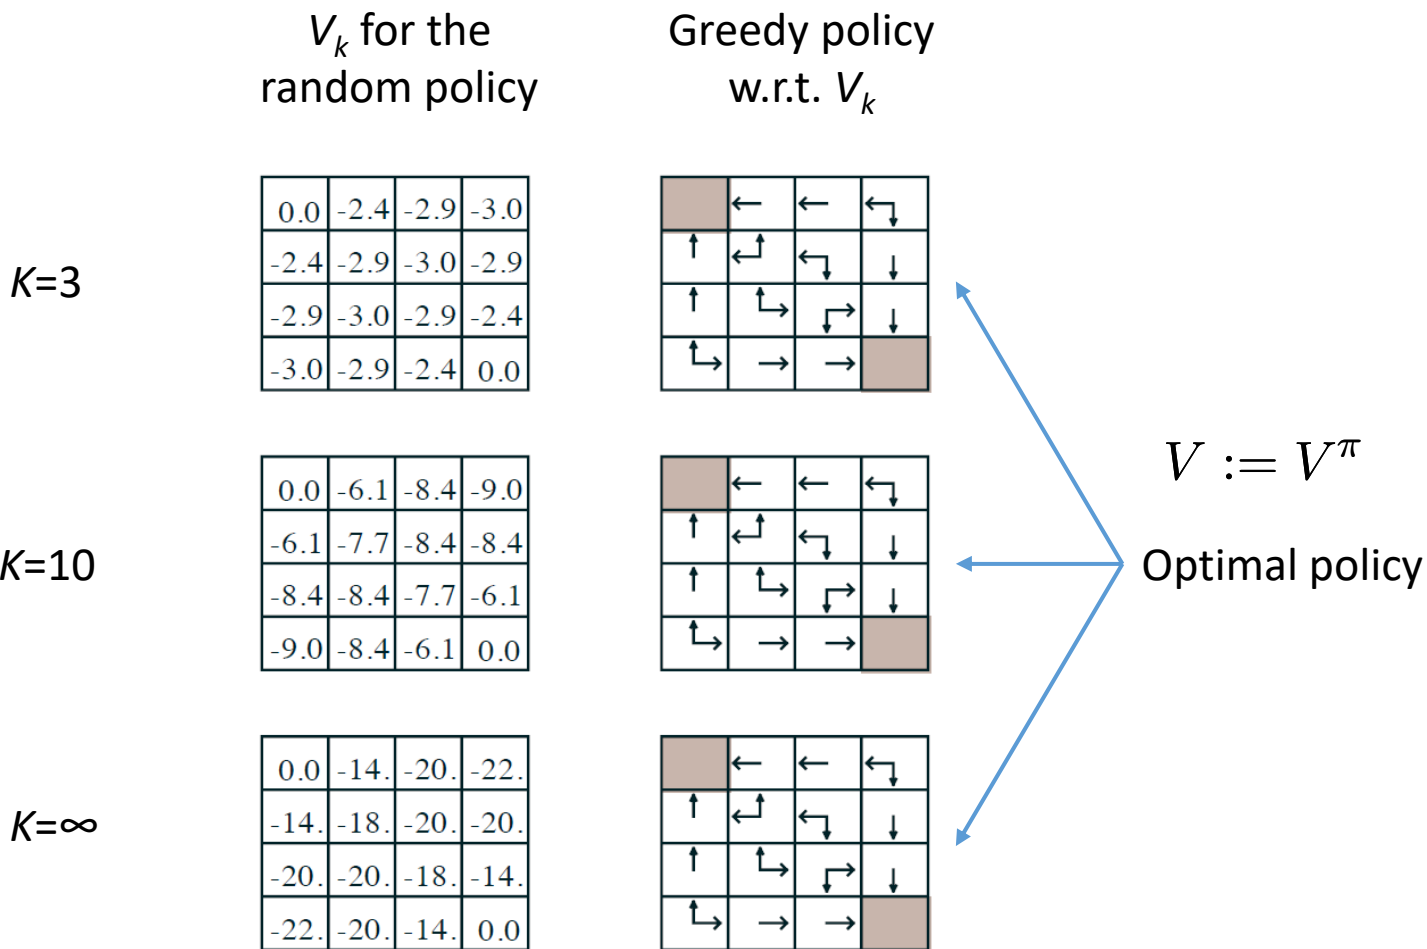 V_k for the random policy
Greedy policy w.r.t. V_k
K=3
0.0 -2.4 -2.9 -3.0
-2.4 -2.9 -3.0 -2.9
-2.9 -3.0 -2.9 -2.4
-3.0 -2.9 -2.4 0.0
K=10
0.0 -6.1 -8.4 -9.0
-6.1 -7.7 -8.4 -8.4
-8.4 -8.4 -7.7 -6.1
-9.0 -8.4 -6.1 0.0
V := V^π
Optimal policy
K=∞
0.0 -14. -20. -22.
-14. -18. -20. -20.
-20. -20. -18. -14.
-22. -20. -14. 0.0